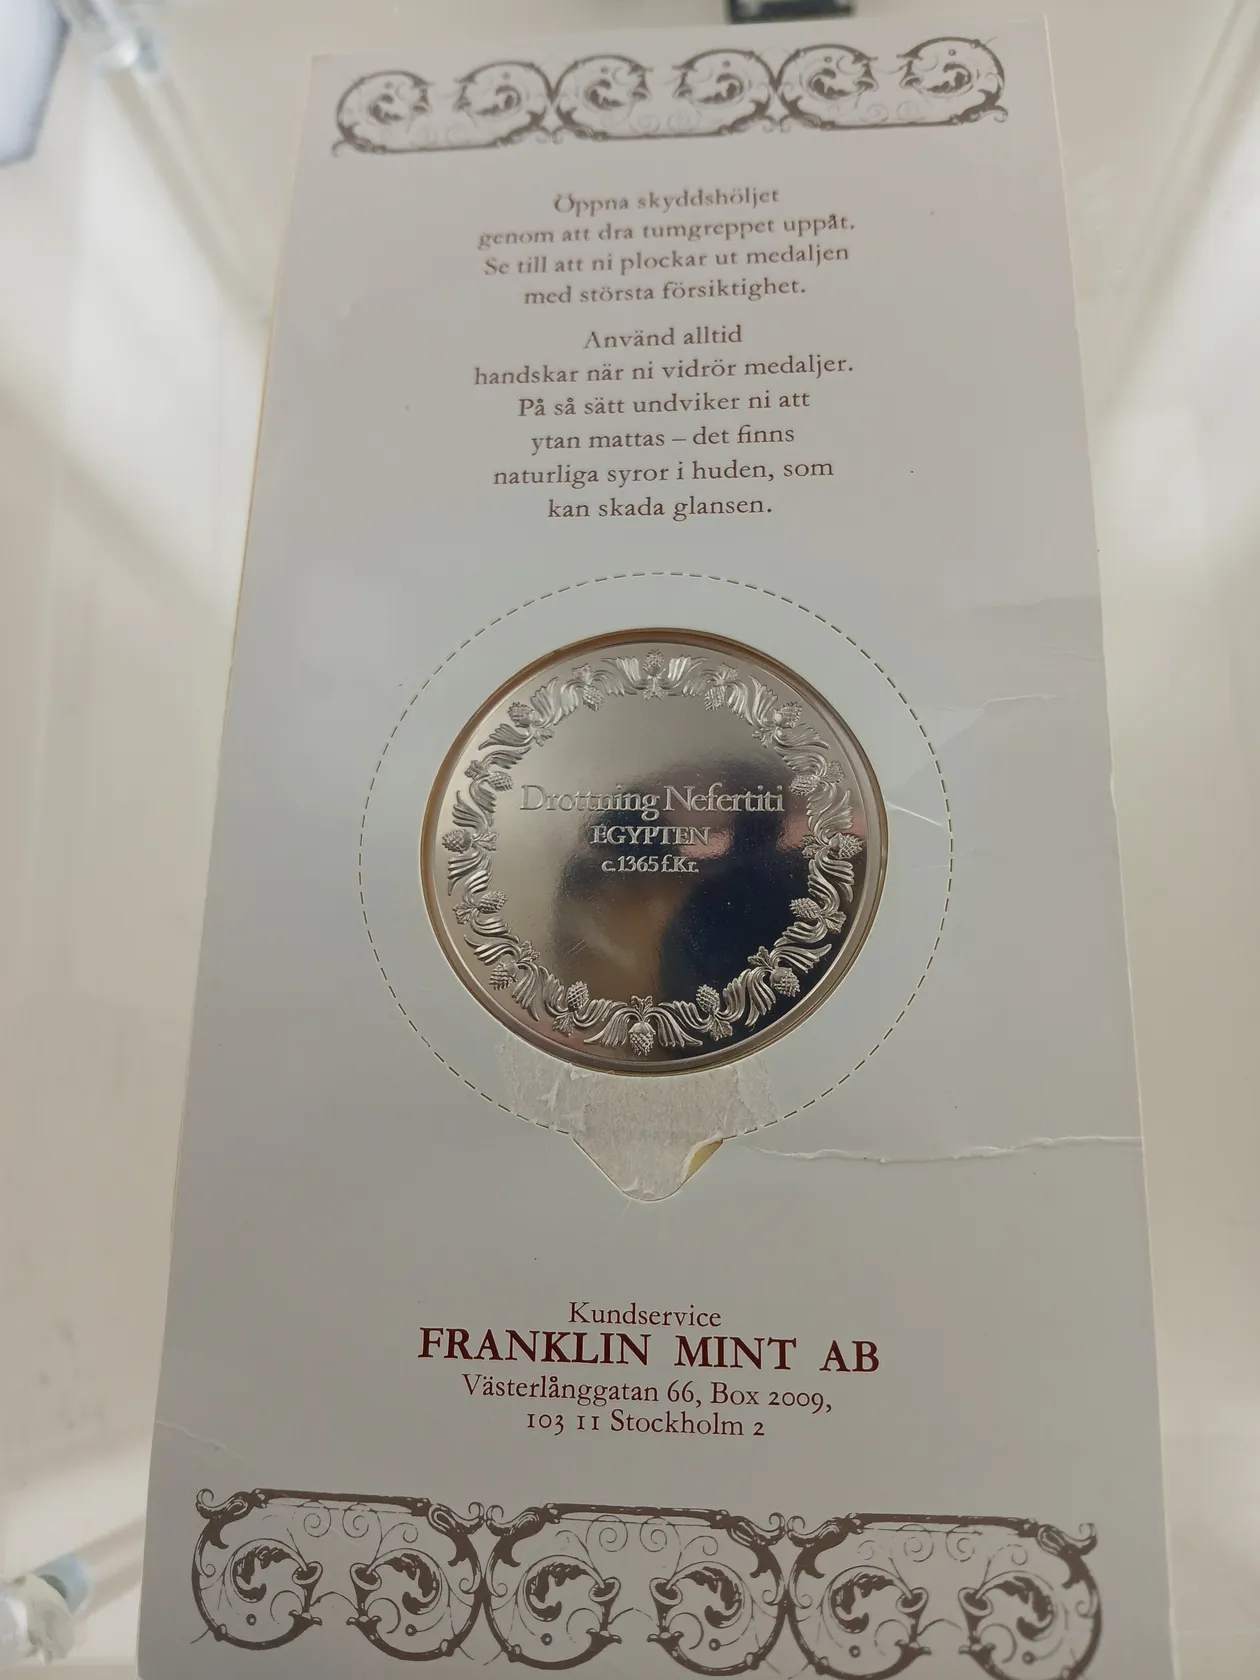 Öppna skyddshöljet
genom att dra tumgreppet uppåt.
Se till att ni plockar ut medaljen
med största försiktighet.
Använd alltid
handskar när ni vidrör medaljer.
På så sätt undviker ni att
ytan mattas – det finns
naturliga syror i huden, som
kan skada glansen.
Drottning Nefertiti
EGYPTEN
c.1365 f.Kr.
Kundservice
FRANKLIN MINT AB
Västerlånggatan 66, Box 2009,
103 11 Stockholm 2